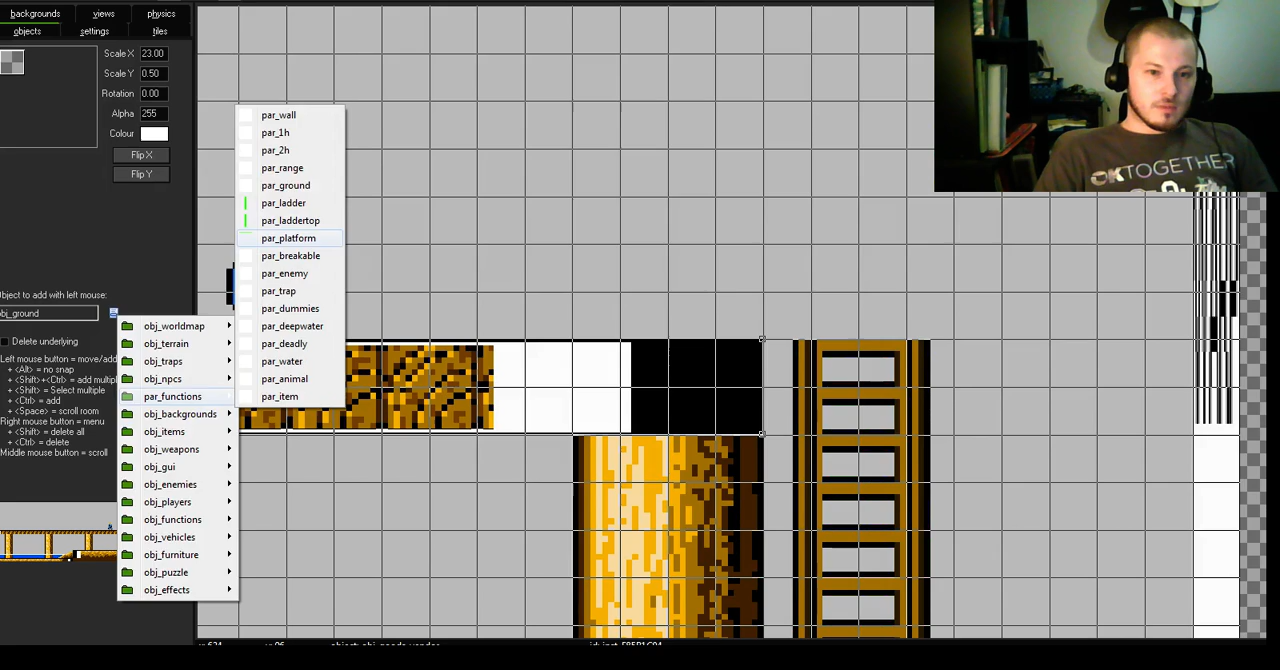 backgrounds views physics
objects settings tiles
Scale X 23.00
Scale Y 0.50
Rotation 0.00
Alpha 255
Colour
Flip X
Flip Y
par_wall
par_1h
par_2h
par_range
par_ground
par_ladder
par_laddertop
par_platform
par_breakable
par_enemy
par_trap
par_dummies
par_deepwater
par_deadly
par_water
par_animal
par_item
bject to add with left mouse:
bj_ground
Delete underlying
Left mouse button = move/add
+ <Alt> = no snap
+ <Shift>+<Ctrl> = add multipl
+ <Shift> = Select multiple
+ <Ctrl> = add
+ <Space> = scroll room
Right mouse button = menu
+ <Shift> = delete all
+ <Ctrl> = delete
Middle mouse button = scroll
obj_worldmap
obj_terrain
obj_traps
obj_npcs
par_functions
obj_backgrounds
obj_items
obj_weapons
obj_gui
obj_enemies
obj_players
obj_functions
obj_vehicles
obj_furniture
obj_puzzle
obj_effects
OKTOGETHER